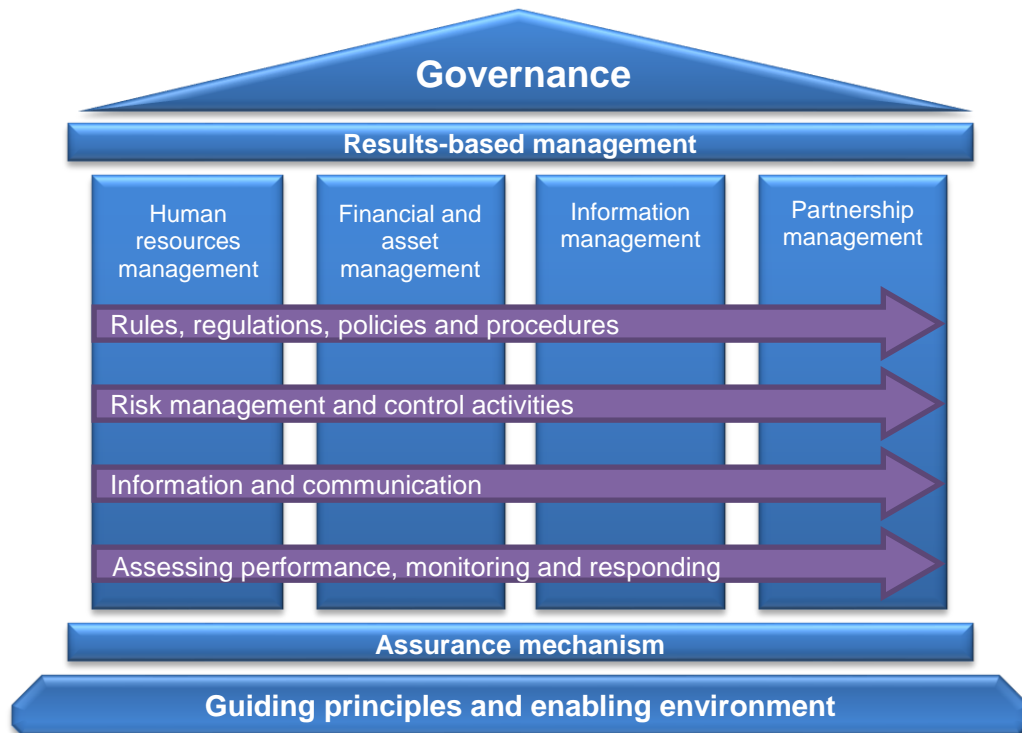 Governance
Results-based management
Human
resources
management
Financial and
asset
management
Information
management
Partnership
management
Rules, regulations, policies and procedures
Risk management and control activities
Information and communication
Assessing performance, monitoring and responding
Assurance mechanism
Guiding principles and enabling environment